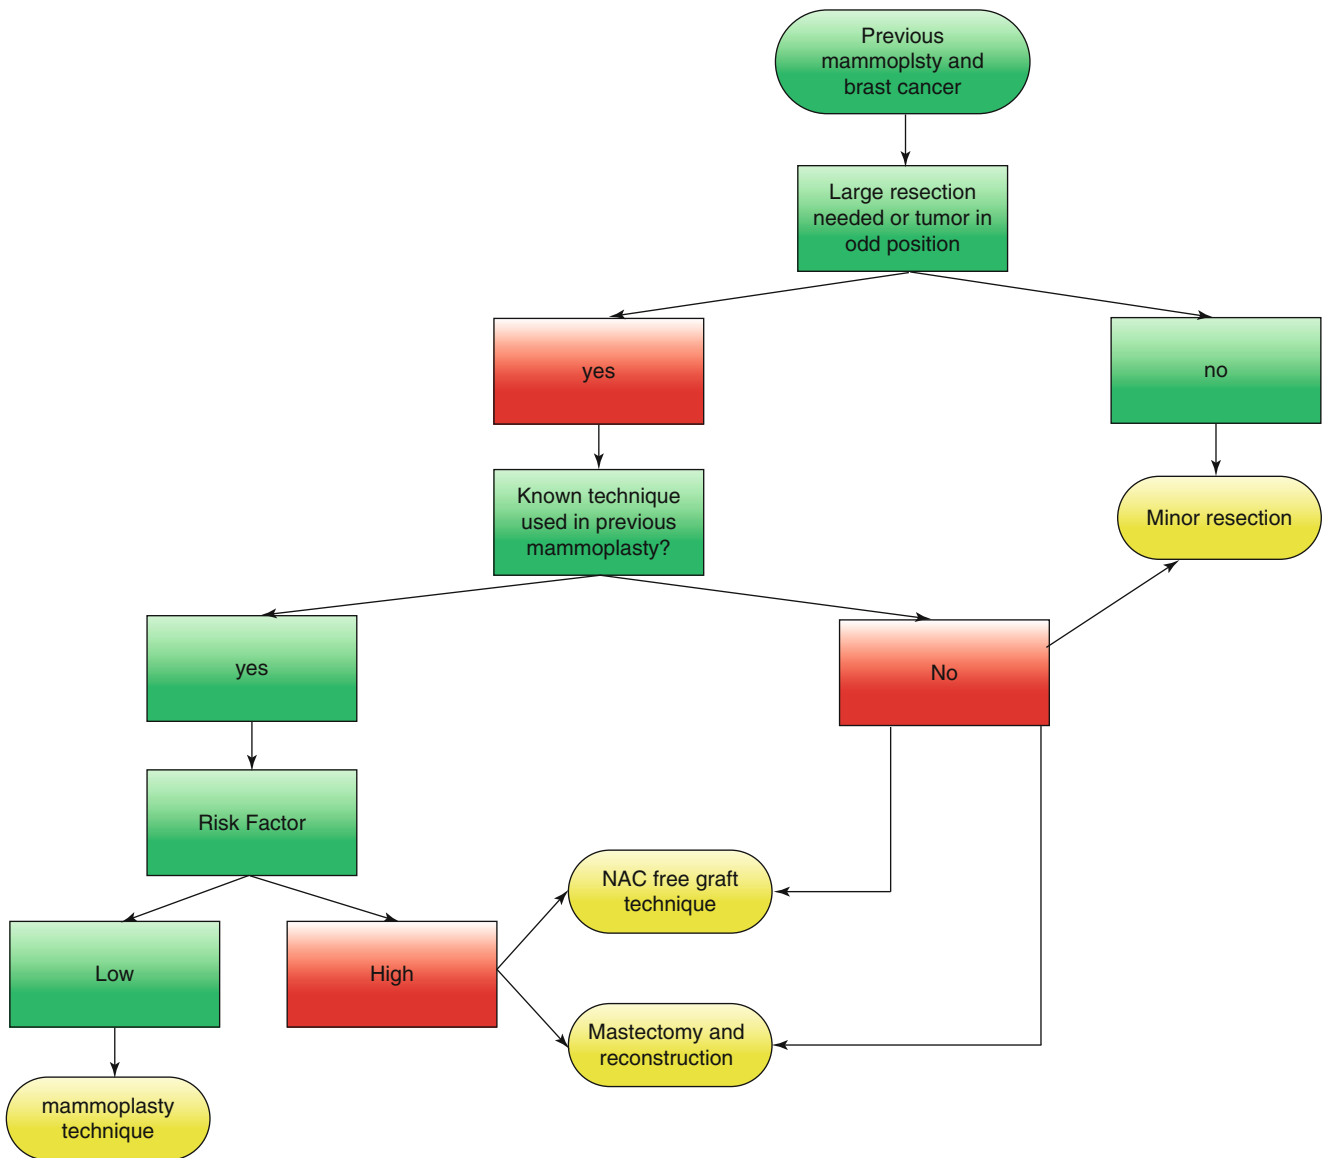 Previous
mammoplsty and
brast cancer
Large resection
needed or tumor in
odd position
yes
no
Known technique
used in previous
mammoplasty?
Minor resection
yes
No
Risk Factor
NAC free graft
technique
Low
High
Mastectomy and
reconstruction
mammoplasty
technique